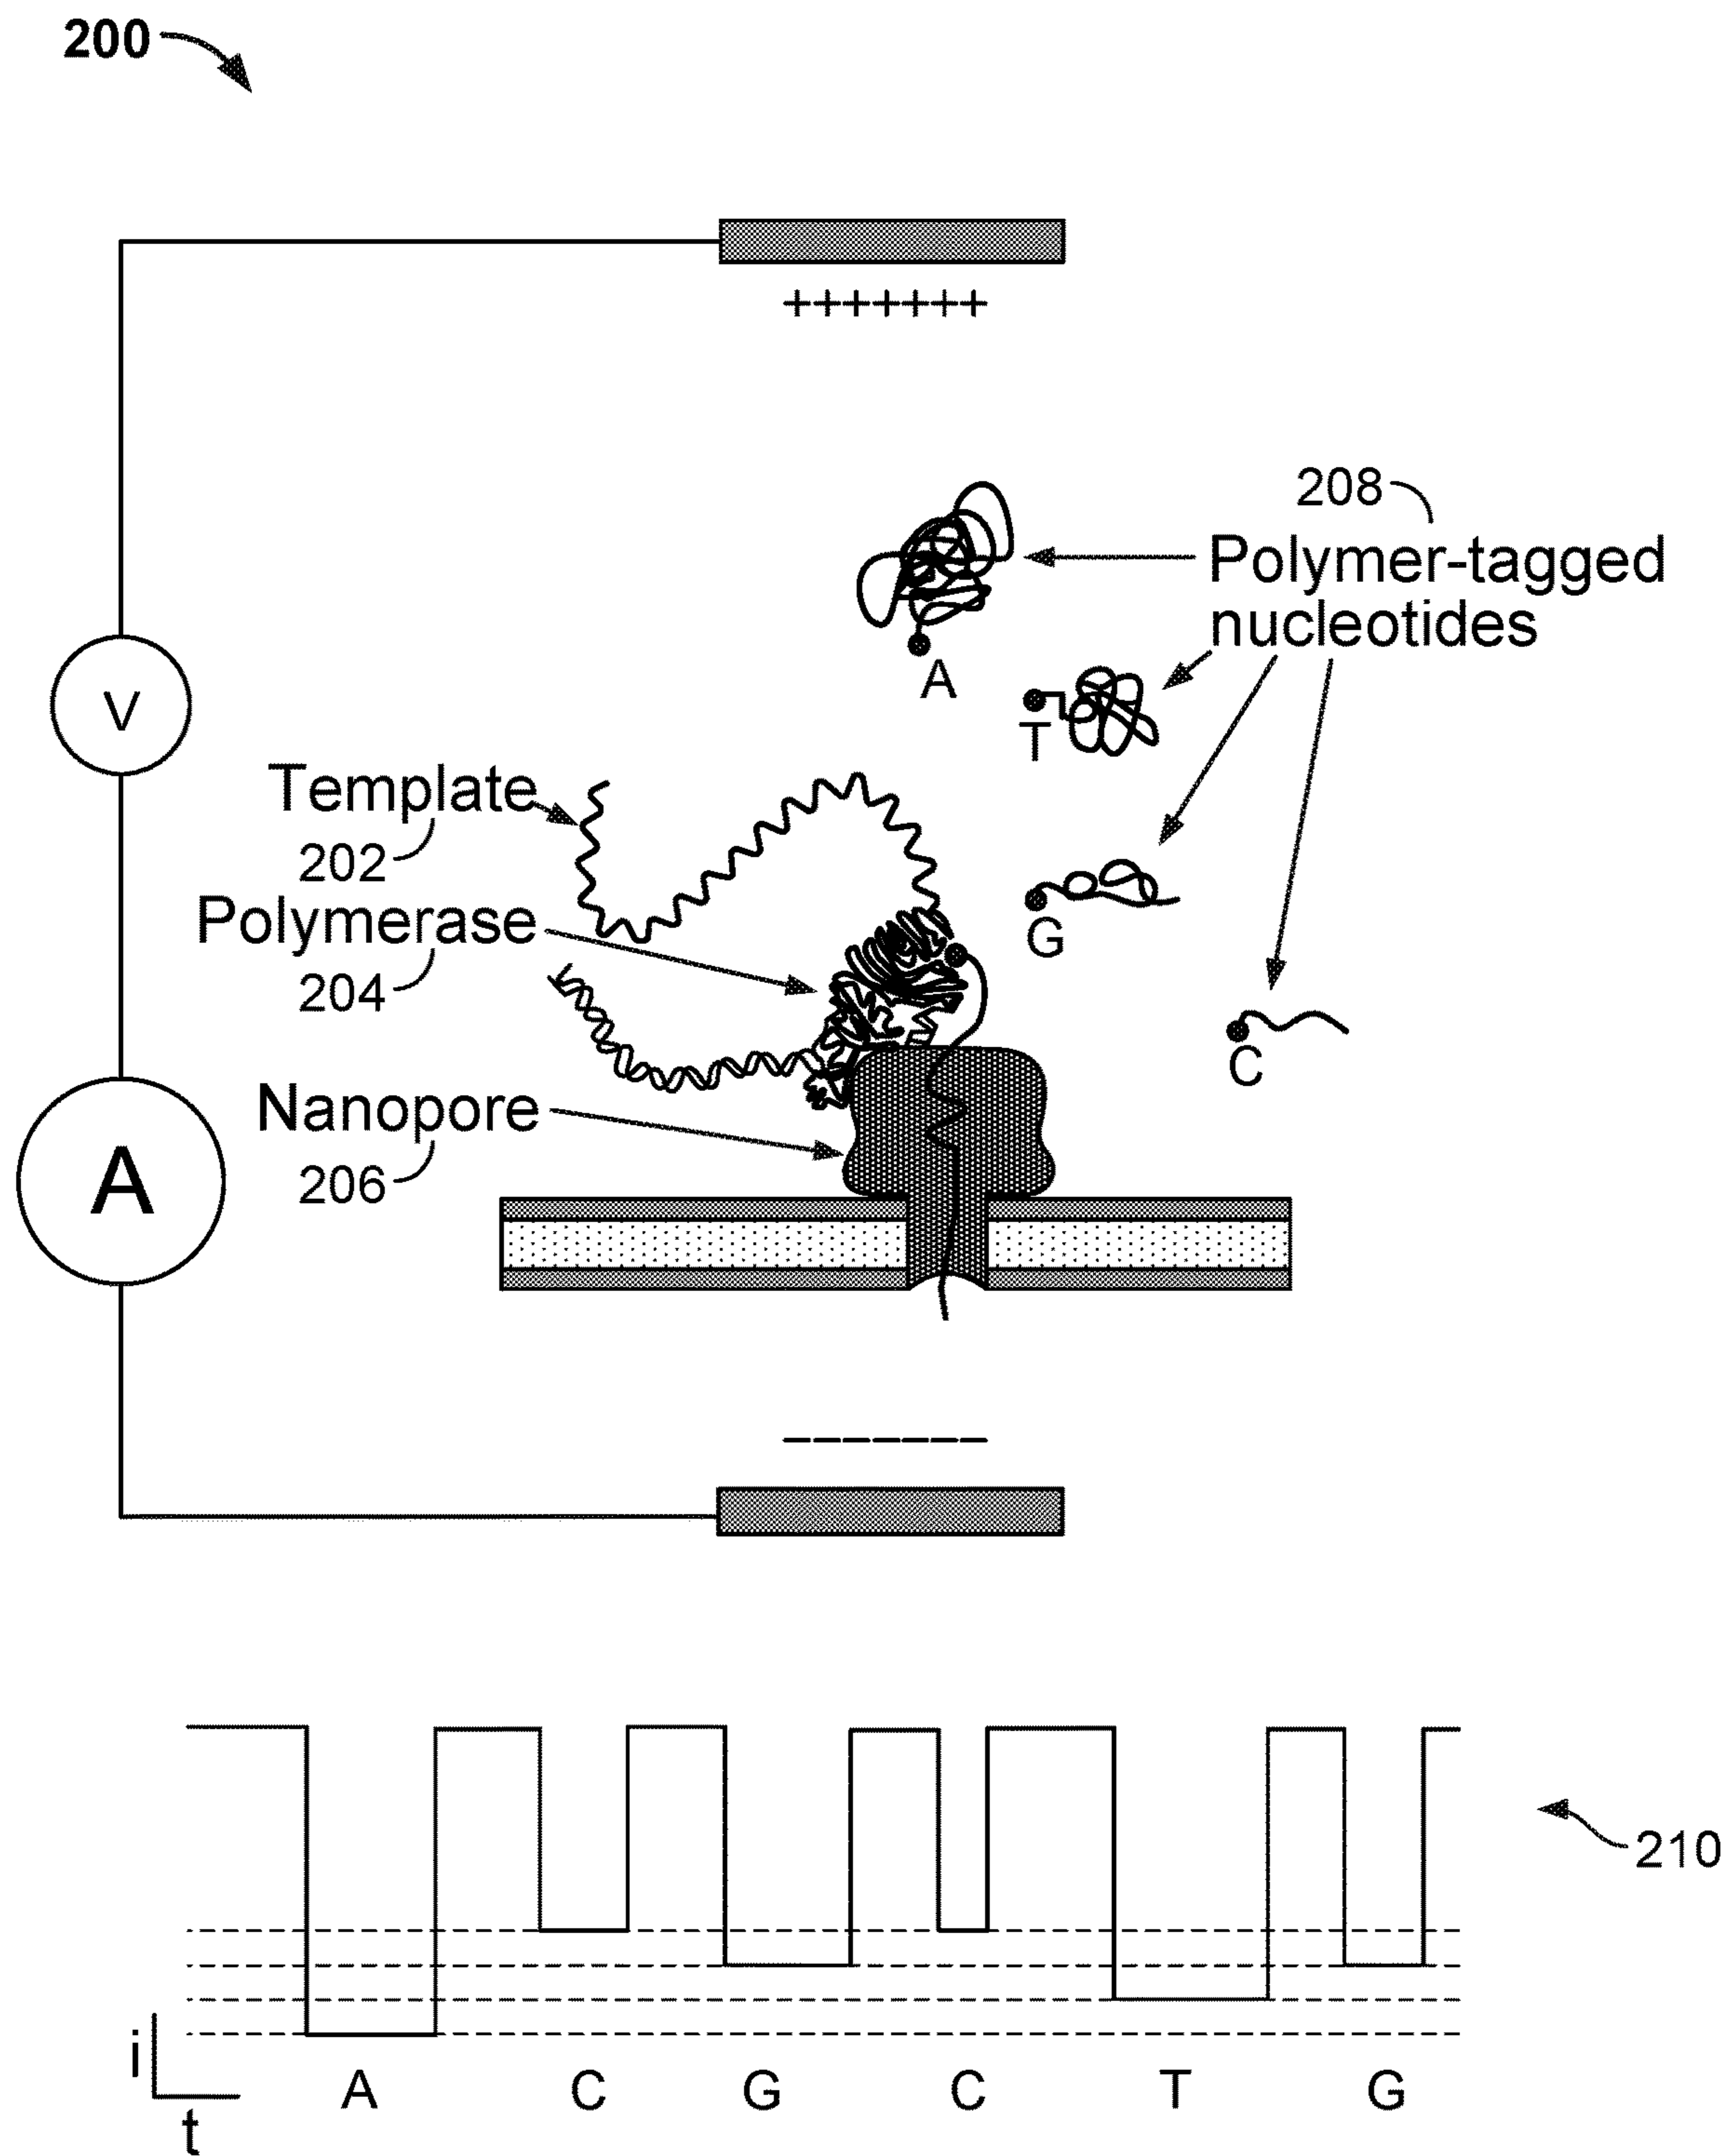 200
+++++++
V
208
Polymer-tagged
nucleotides
A
T
Template
202
G
Polymerase
204
C
Nanopore
206
A
-------
210
i
t
A C G C T G